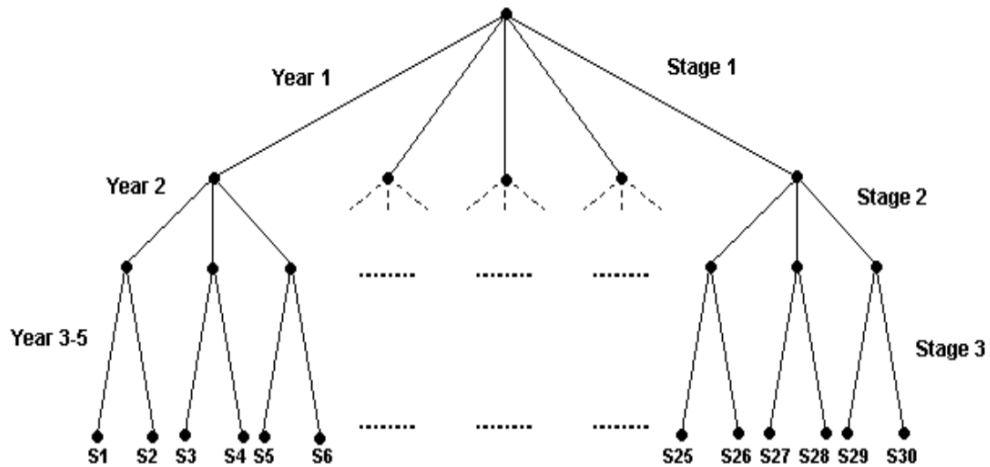 Year 1
Stage 1
Year 2
Stage 2
Year 3-5
Stage 3
S1 S2 S3 S4 S5 S6 S25 S26 S27 S28 S29 S30